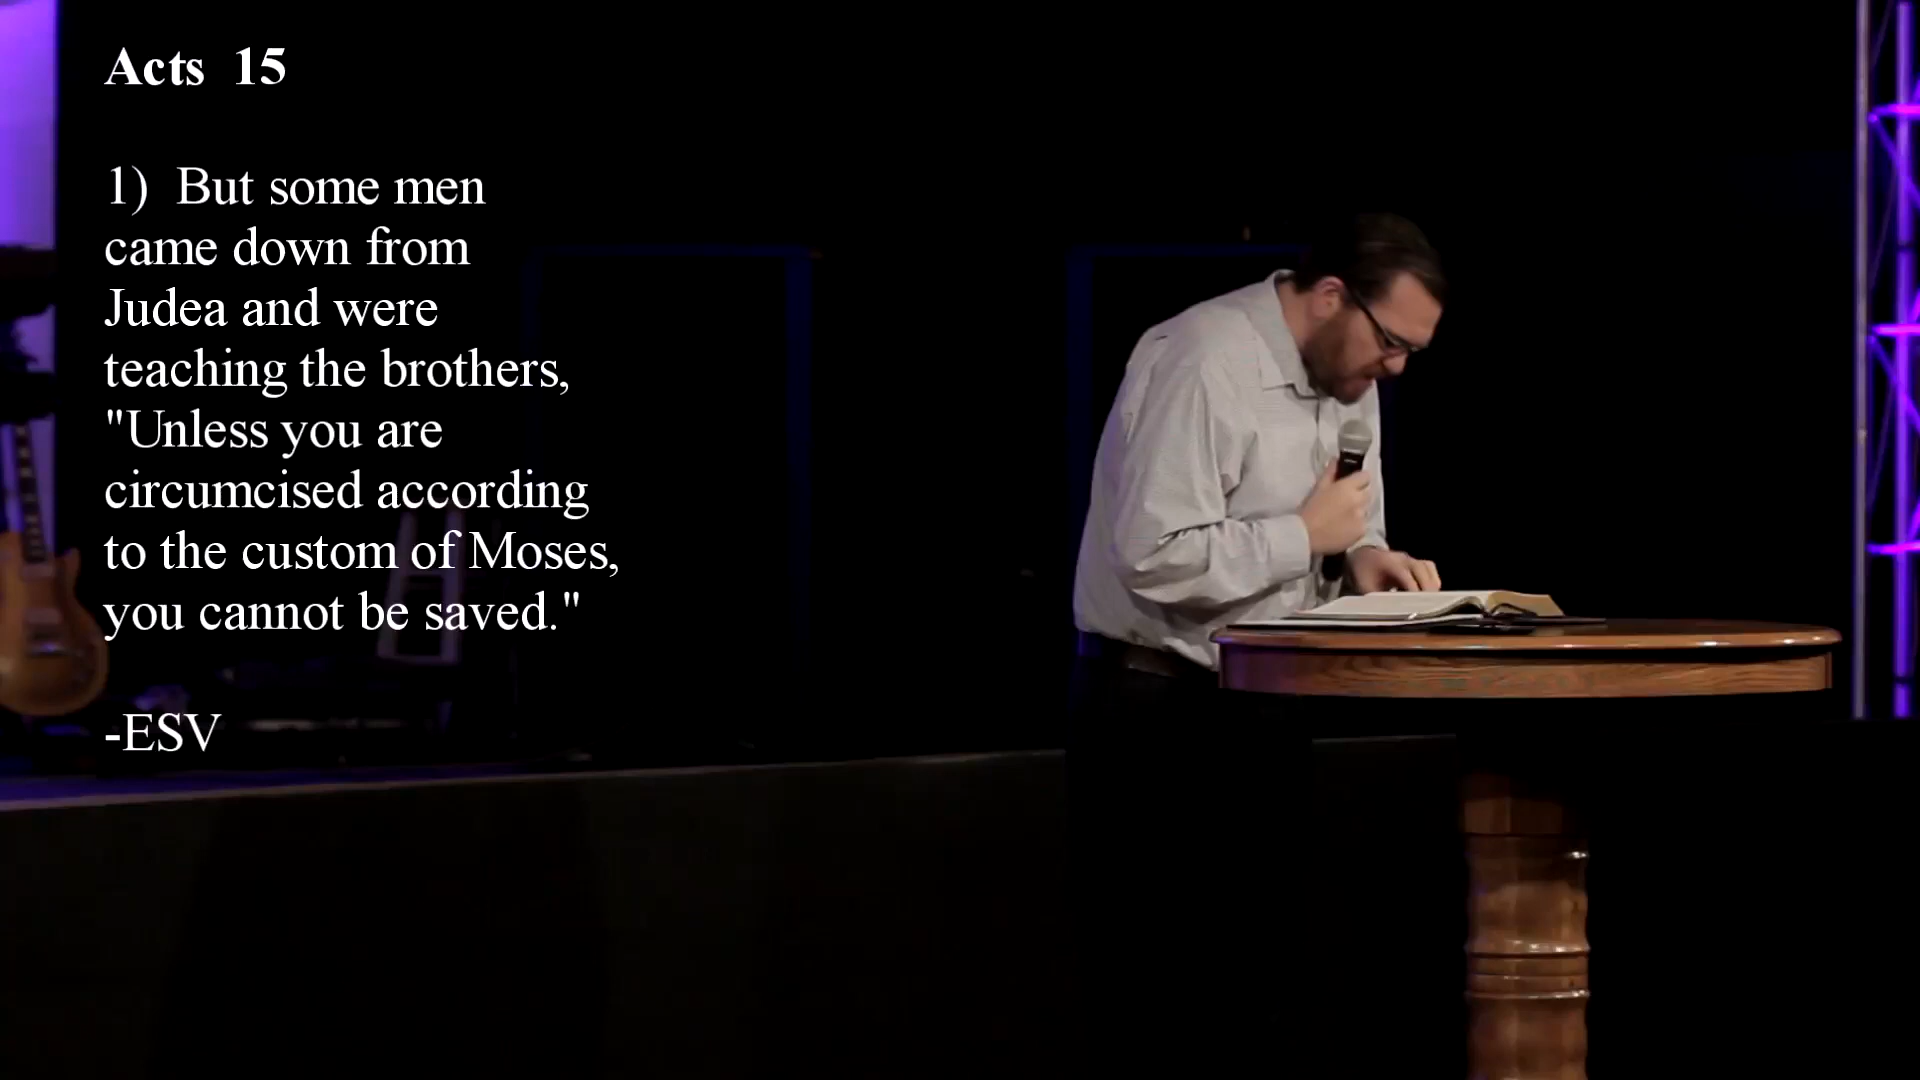 Acts 15
1) But some men
came down from
Judea and were
teaching the brothers,
"Unless you are
circumcised according
to the custom of Moses,
you cannot be saved."
-ESV